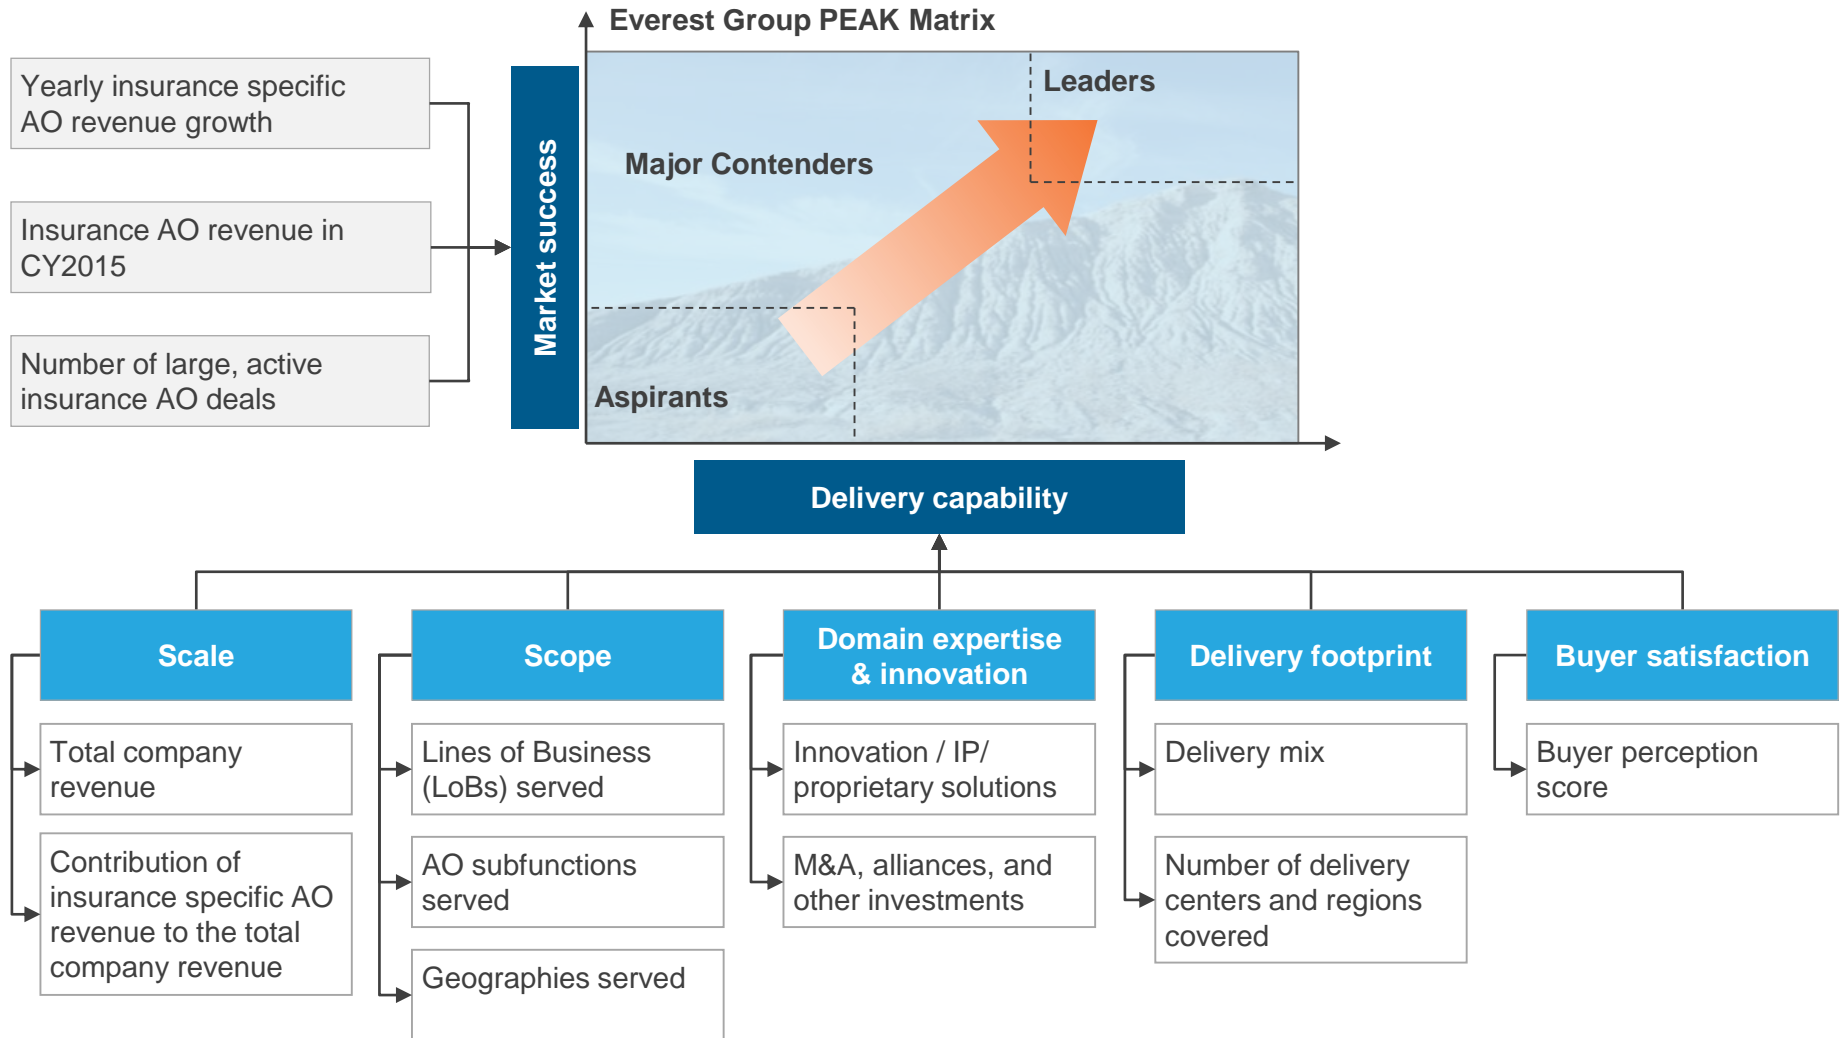 Everest Group PEAK Matrix
Yearly insurance specific
AO revenue growth
Insurance AO revenue in
CY2015
Number of large, active
insurance AO deals
Market success
Leaders
Major Contenders
Aspirants
Delivery capability
Scale
Total company
revenue
Contribution of
insurance specific AO
revenue to the total
company revenue
Scope
Lines of Business
(LoBs) served
AO subfunctions
served
Geographies served
Domain expertise
& innovation
Innovation / IP/
proprietary solutions
M&A, alliances, and
other investments
Delivery footprint
Delivery mix
Number of delivery
centers and regions
covered
Buyer satisfaction
Buyer perception
score